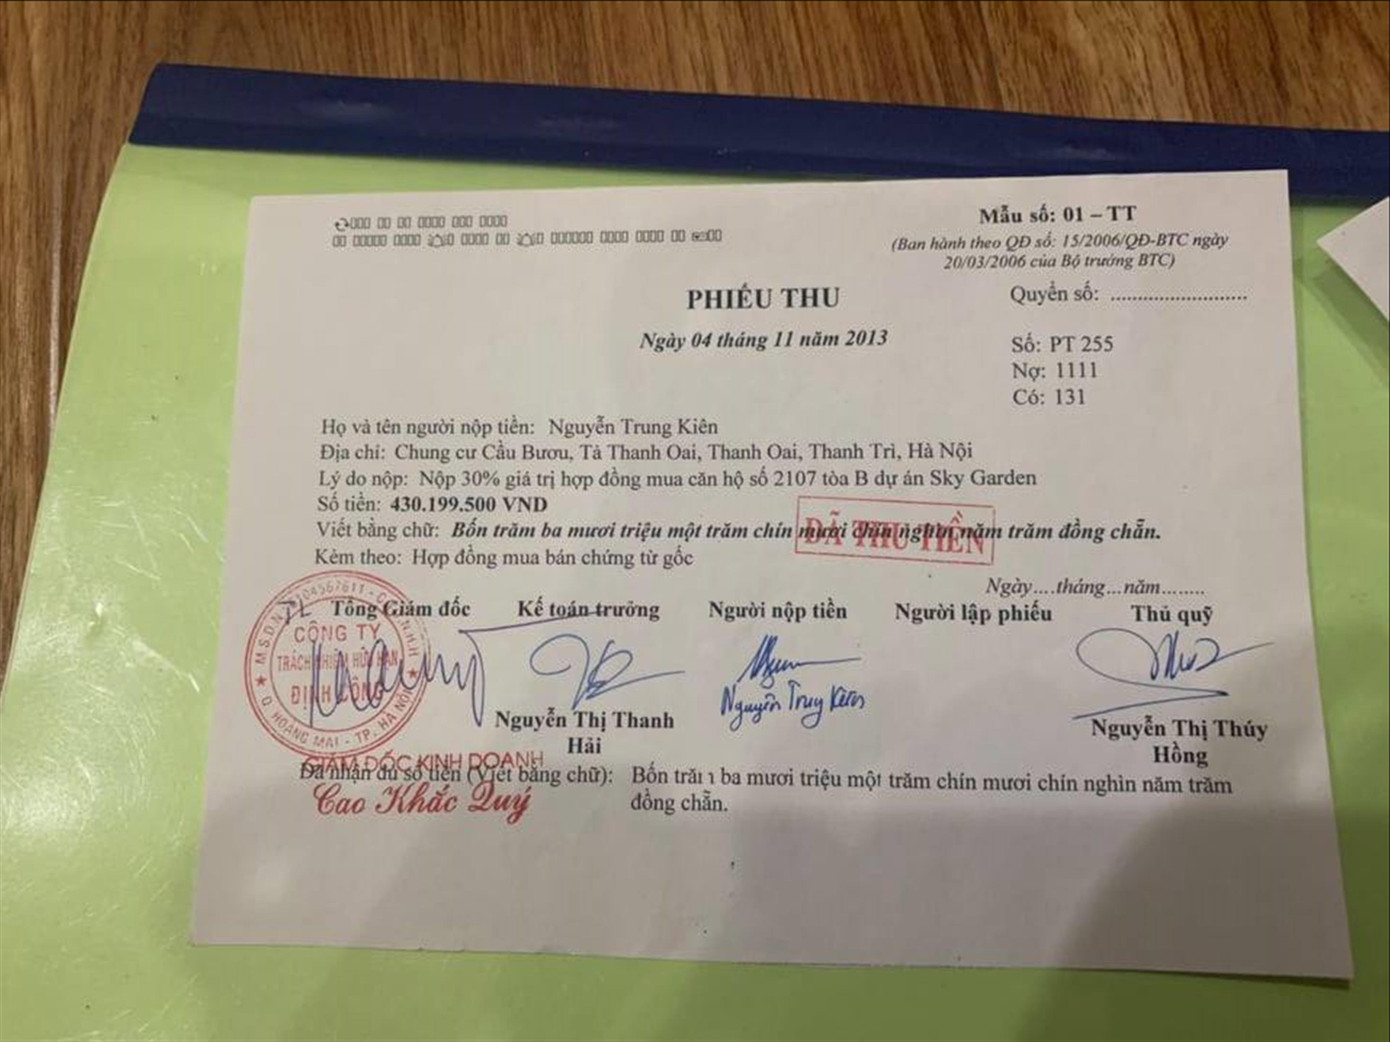 Mẫu số: 01 – TT
(Ban hành theo QĐ số: 15/2006/QĐ-BTC ngày
20/03/2006 của Bộ trưởng BTC)
PHIẾU THU
Quyển số: ..........................
Ngày 04 tháng 11 năm 2013
Số: PT 255
Nợ: 1111
Có: 131
Họ và tên người nộp tiền: Nguyễn Trung Kiên
Địa chỉ: Chung cư Cầu Bươu, Tả Thanh Oai, Thanh Oai, Thanh Trì, Hà Nội
Lý do nộp: Nộp 30% giá trị hợp đồng mua căn hộ số 2107 tòa B dự án Sky Garden
Số tiền: 430.199.500 VND
Viết bằng chữ: Bốn trăm ba mươi triệu một trăm chín mươi chín nghìn năm trăm đồng chẵn.
ĐÃ THU TIỀN
Kèm theo: Hợp đồng mua bán chứng từ gốc
Ngày....tháng...năm........
TL Tổng Giám đốc Kế toán trưởng Người nộp tiền Người lập phiếu Thủ quỹ
CÔNG TY
TRÁCH NHIỆM HỮU HẠN
ĐỊNH CÔNG
Q. HOÀNG MAI - TP. HÀ NỘI
Nguyễn Trung Kiên
Nguyễn Thị Thanh
Hải
Nguyễn Thị Thúy
Hồng
GIÁM ĐỐC KINH DOANH
Đã nhận đủ số tiền (Viết bằng chữ): Bốn trăm ba mươi triệu một trăm chín mươi chín nghìn năm trăm
đồng chẵn.
Cao Khắc Quý